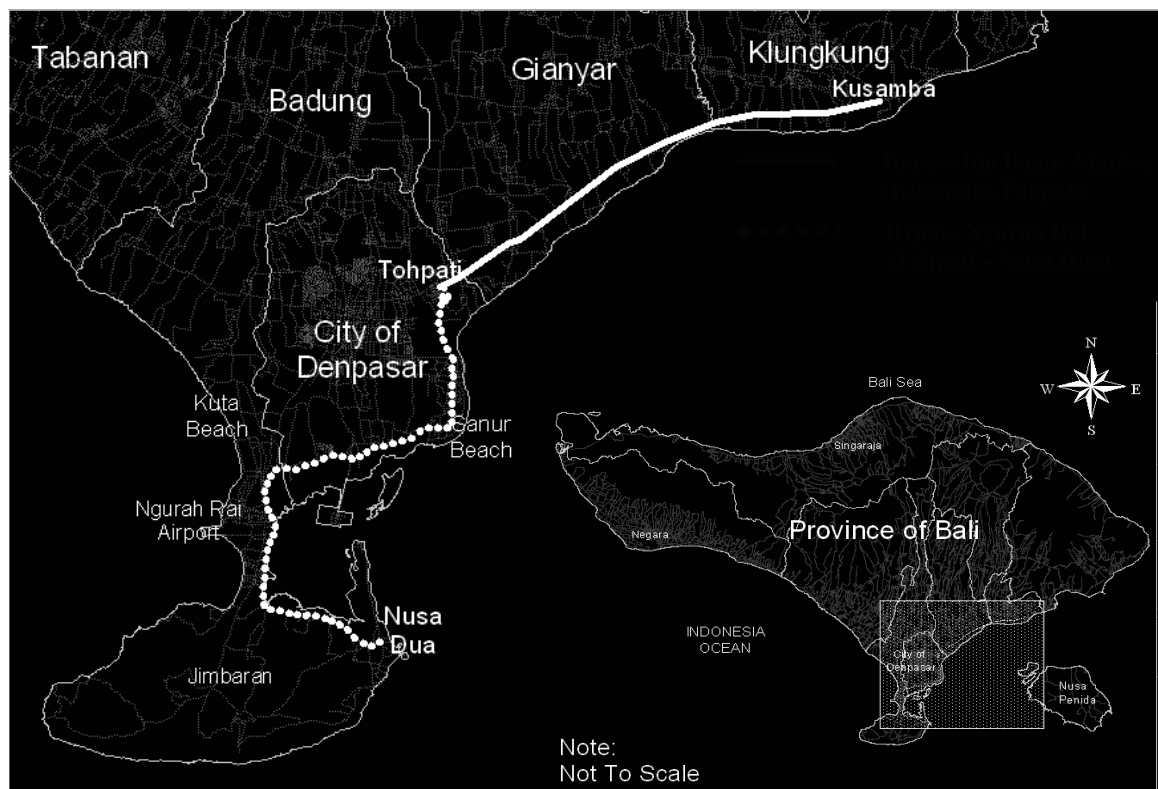 Tabanan
Badung
Gianyar
Klungkung
Kusamba
Tohpati
City of
Denpasar
Kuta
Beach
Sanur
Beach
Ngurah Rai
Airport
Nusa
Dua
Jimbaran
N
W
E
S
Bali Sea
Singaraja
Negara
Province of Bali
INDONESIA
OCEAN
City of
Denpasar
Nusa
Penida
Note:
Not To Scale